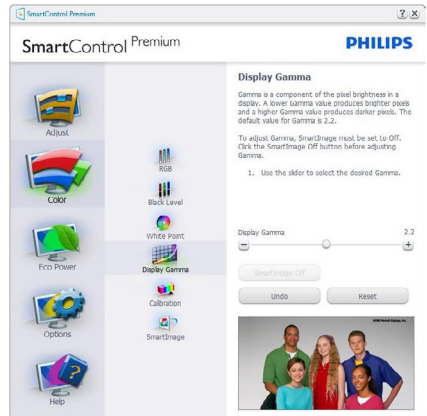 SmartControl Premium
SmartControl Premium
PHILIPS
Adjust
Color
Eco Power
Options
Help
RGB
Black Level
White Point
Display Gamma
Calibration
SmartImage
Display Gamma
Gamma is a component of the pixel brightness in a
display. A lower Gamma value produces brighter pixels
and a higher Gamma value produces darker pixels. The
default value for Gamma is 2.2.
To adjust Gamma, SmartImage must be set to Off.
Click the SmartImage Off button before adjusting
Gamma.
1. Use the slider to select the desired Gamma.
Display Gamma 2.2
SmartImage Off
Undo Reset